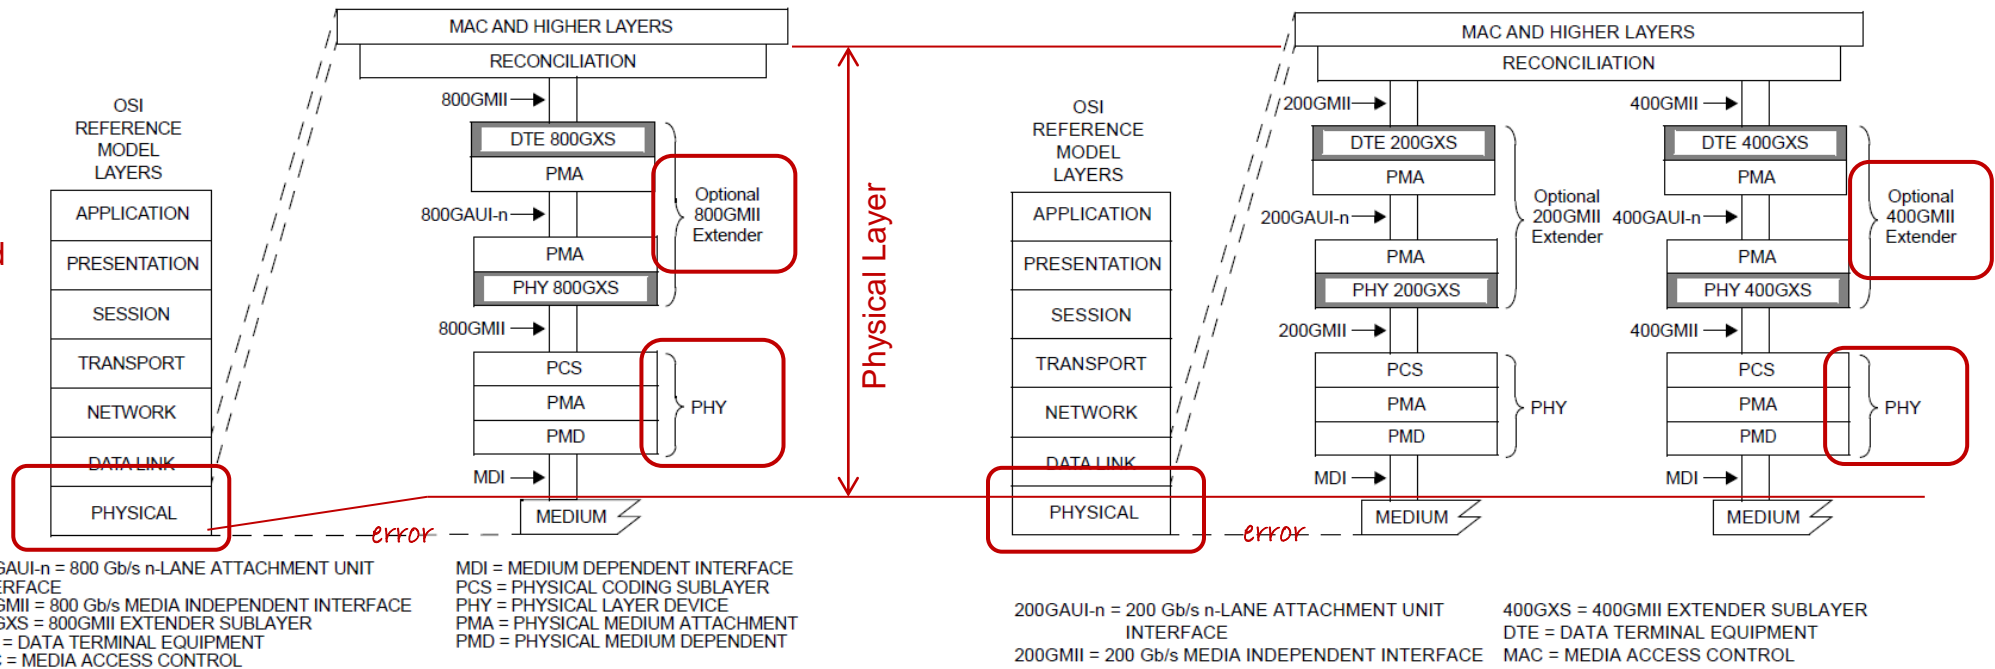 MAC AND HIGHER LAYERS
RECONCILIATION
800GMII
DTE 800GXS
PMA
800GAUI-n
PMA
PHY 800GXS
Optional
800GMII
Extender
800GMII
PCS
PMA
PMD
PHY
MDI
MEDIUM
OSI
REFERENCE
MODEL
LAYERS
APPLICATION
PRESENTATION
SESSION
TRANSPORT
NETWORK
DATA LINK
PHYSICAL
error
Physical Layer
MAC AND HIGHER LAYERS
RECONCILIATION
OSI
REFERENCE
MODEL
LAYERS
APPLICATION
PRESENTATION
SESSION
TRANSPORT
NETWORK
DATA LINK
PHYSICAL
error
200GMII
DTE 200GXS
PMA
200GAUI-n
PMA
PHY 200GXS
Optional
200GMII
Extender
200GMII
PCS
PMA
PMD
PHY
MDI
MEDIUM
400GMII
DTE 400GXS
PMA
400GAUI-n
PMA
PHY 400GXS
Optional
400GMII
Extender
400GMII
PCS
PMA
PMD
PHY
MDI
MEDIUM
GAUI-n = 800 Gb/s n-LANE ATTACHMENT UNIT
ERFACE
GMII = 800 Gb/s MEDIA INDEPENDENT INTERFACE
GXS = 800GMII EXTENDER SUBLAYER
= DATA TERMINAL EQUIPMENT
= MEDIA ACCESS CONTROL
MDI = MEDIUM DEPENDENT INTERFACE
PCS = PHYSICAL CODING SUBLAYER
PHY = PHYSICAL LAYER DEVICE
PMA = PHYSICAL MEDIUM ATTACHMENT
PMD = PHYSICAL MEDIUM DEPENDENT
200GAUI-n = 200 Gb/s n-LANE ATTACHMENT UNIT
INTERFACE
200GMII = 200 Gb/s MEDIA INDEPENDENT INTERFACE
400GXS = 400GMII EXTENDER SUBLAYER
DTE = DATA TERMINAL EQUIPMENT
MAC = MEDIA ACCESS CONTROL